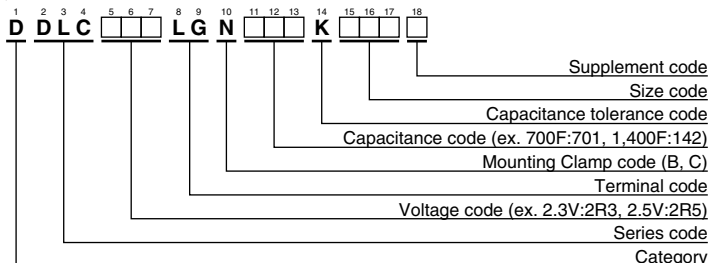 1 2 3 4 5 6 7 8 9 10 11 12 13 14 15 16 17 18
D D L C □ □ □ L G N □ □ □ K □ □ □ □
Supplement code
Size code
Capacitance tolerance code
Capacitance code (ex. 700F:701, 1,400F:142)
Mounting Clamp code (B, C)
Terminal code
Voltage code (ex. 2.3V:2R3, 2.5V:2R5)
Series code
Category